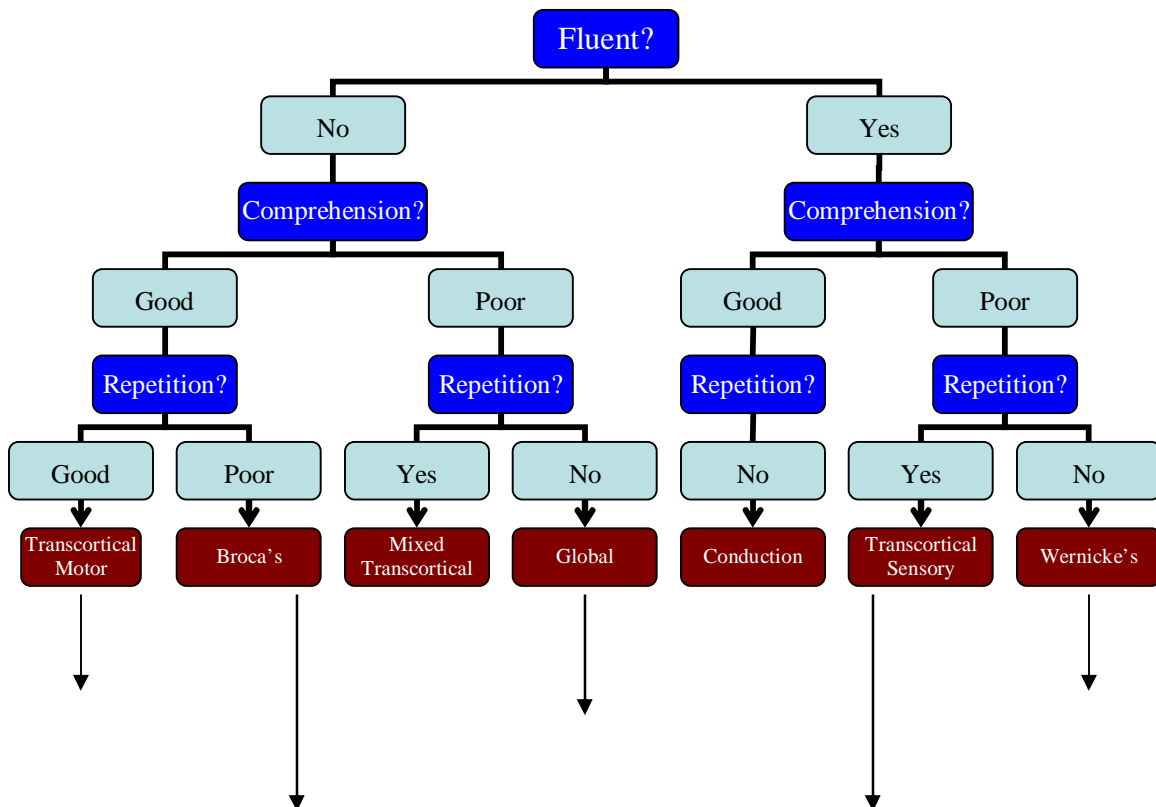 Fluent?
No
Yes
Comprehension?
Comprehension?
Good
Poor
Good
Poor
Repetition?
Repetition?
Repetition?
Repetition?
Good
Poor
Yes
No
No
Yes
No
Transcortical
Motor
Broca’s
Mixed
Transcortical
Global
Conduction
Transcortical
Sensory
Wernicke’s